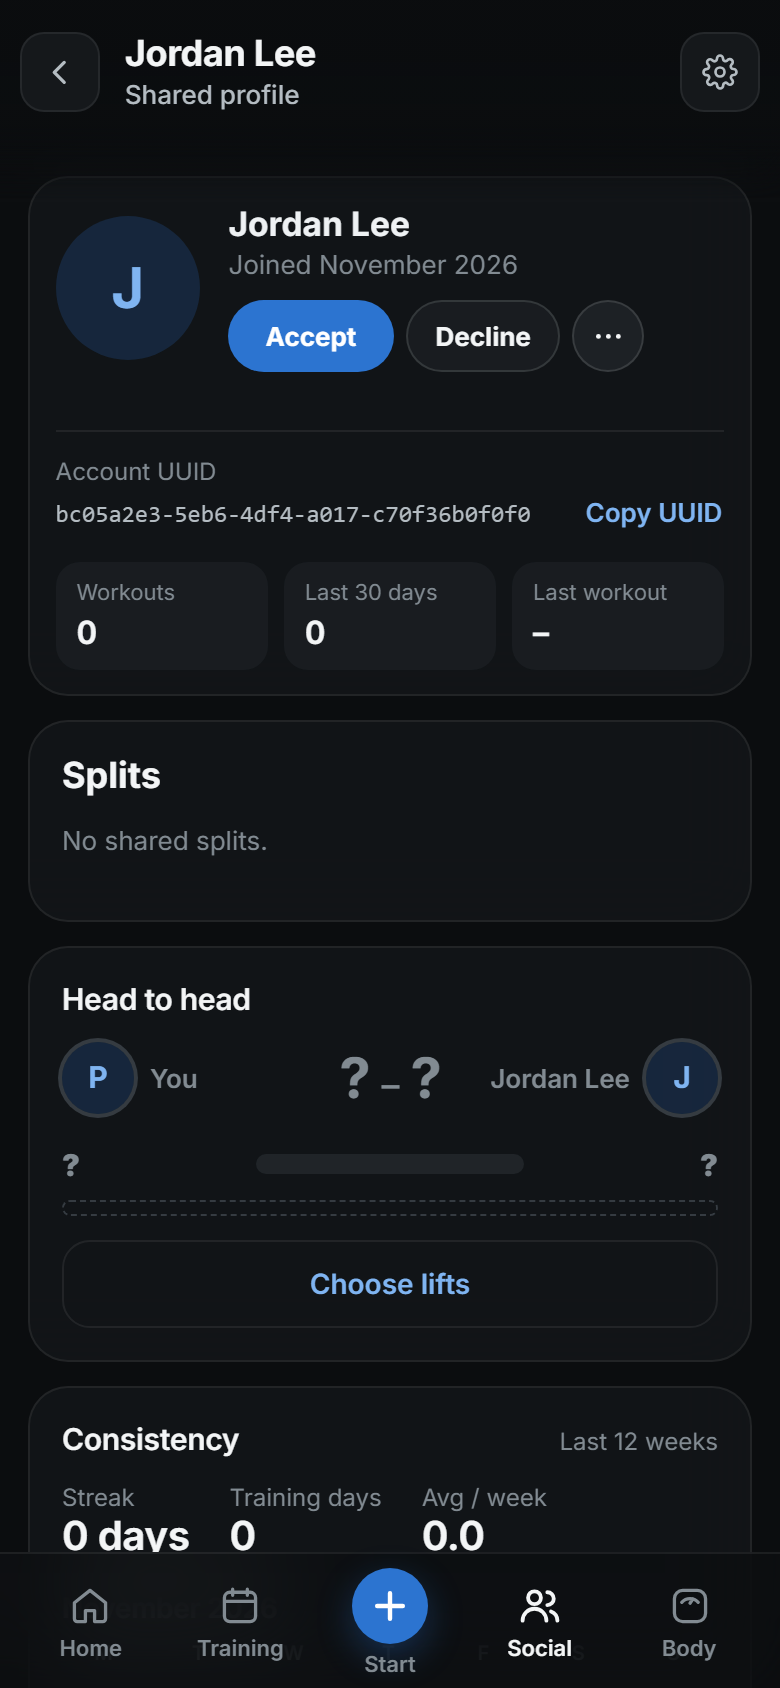 Jordan Lee
Shared profile
J
Jordan Lee
Joined November 2026
Accept
Decline
Account UUID
bc05a2e3-5eb6-4df4-a017-c70f36b0f0f0
Copy UUID
Workouts
Last 30 days
Last workout
0
0
–
Splits
No shared splits.
Head to head
P
You
? – ?
Jordan Lee
J
?
?
Choose lifts
Consistency
Last 12 weeks
Streak
Training days
Avg / week
0 days
0
0.0
Home
Training
Start
Social
Body